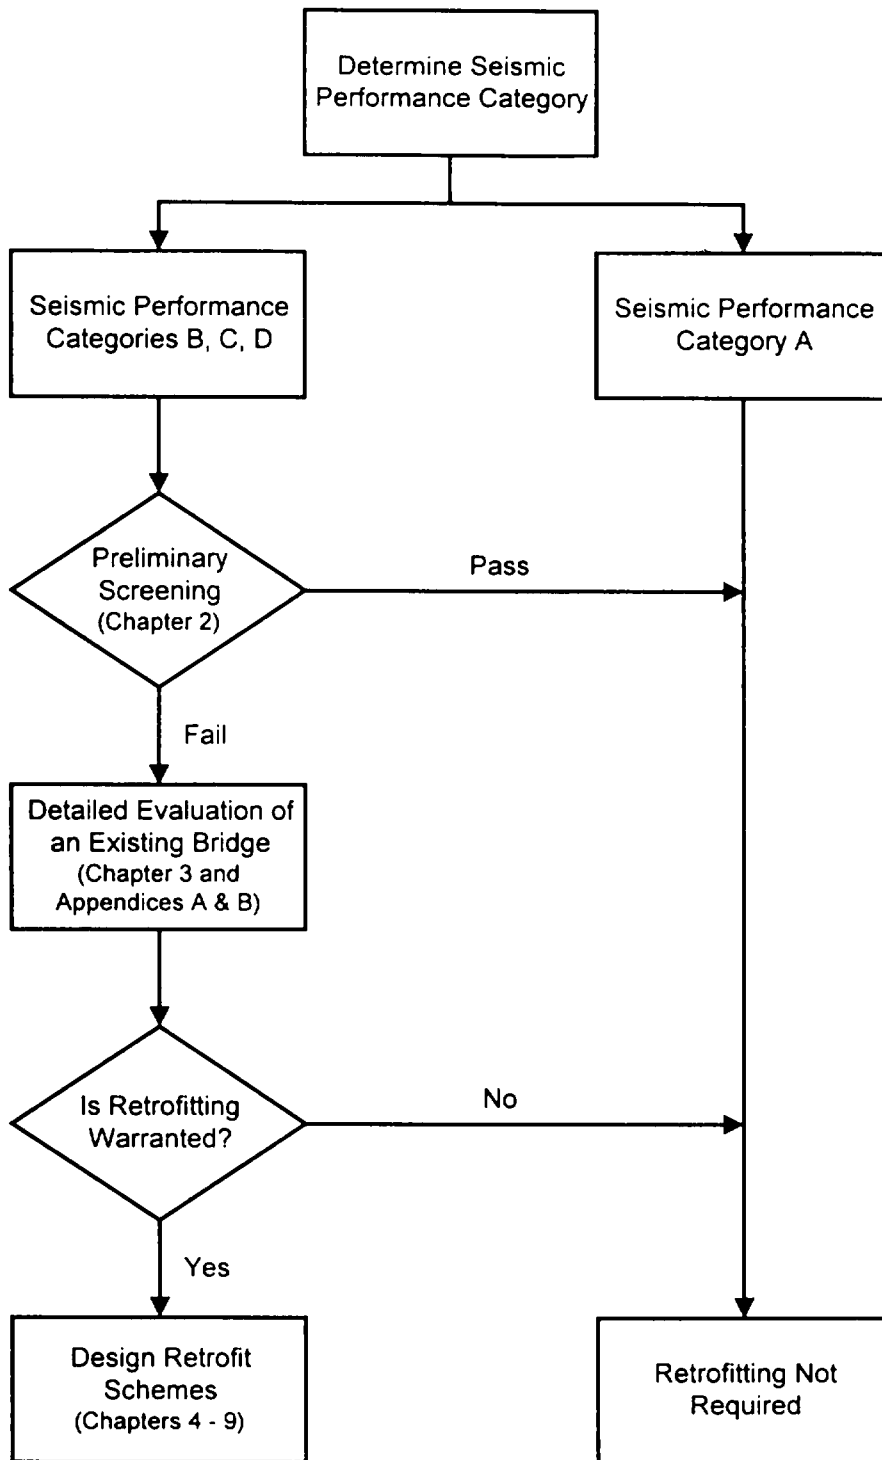 Determine Seismic
Performance Category
Seismic Performance
Categories B, C, D
Seismic Performance
Category A
Preliminary
Screening
(Chapter 2)
Pass
Fail
Detailed Evaluation of
an Existing Bridge
(Chapter 3 and
Appendices A & B)
Is Retrofitting
Warranted?
No
Yes
Design Retrofit
Schemes
(Chapters 4 - 9)
Retrofitting Not
Required